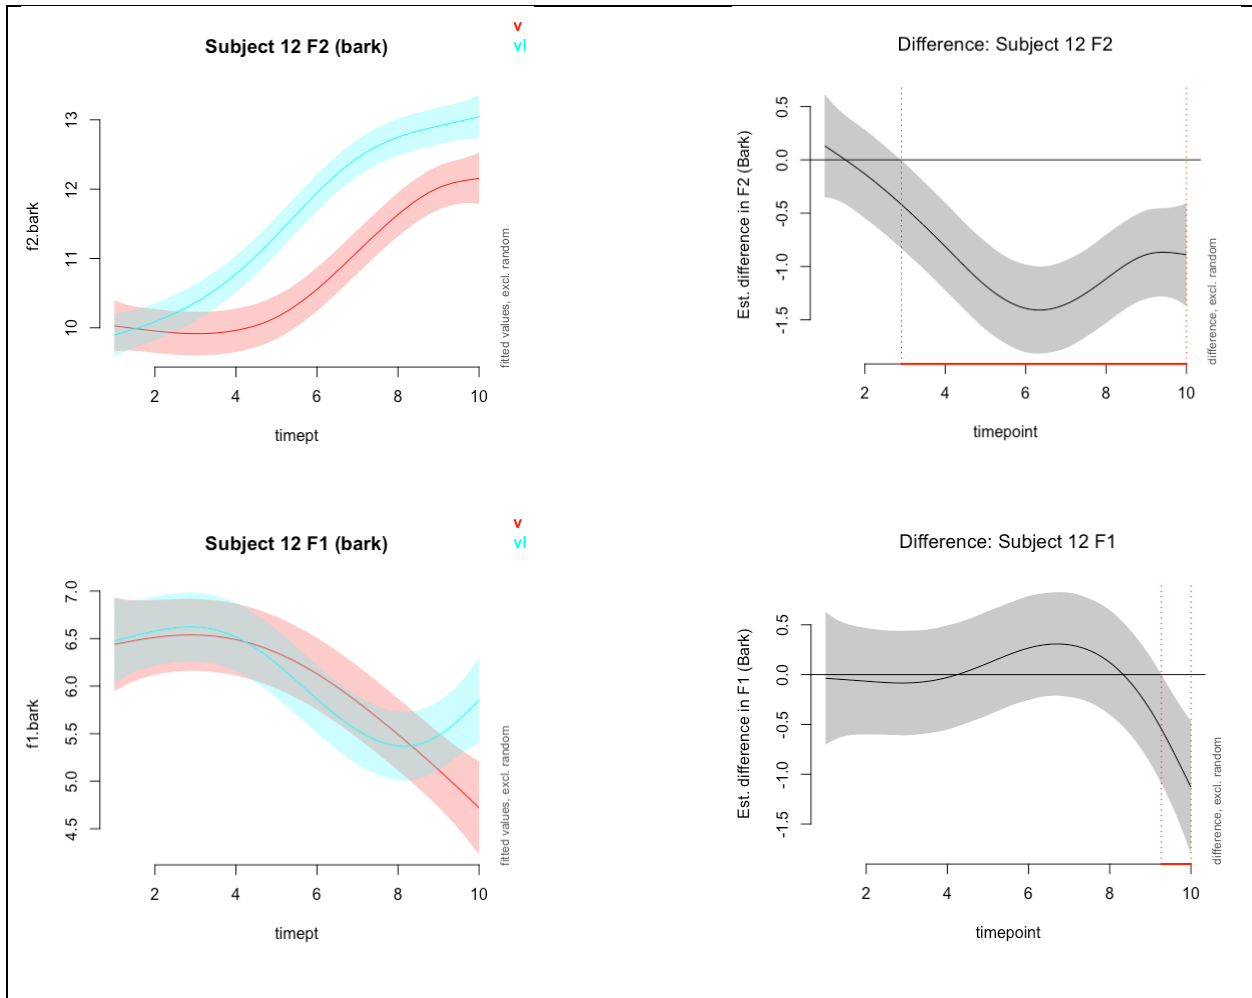 Subject 12 F2 (bark)
v
vl
f2.bark
13
12
11
10
2 4 6 8 10
timept
fitted values, excl. random
Difference: Subject 12 F2
Est. difference in F2 (Bark)
0.5
0.0
-0.5
-1.0
-1.5
2 4 6 8 10
timepoint
difference, excl. random
Subject 12 F1 (bark)
v
vl
f1.bark
7.0
6.5
6.0
5.5
5.0
4.5
2 4 6 8 10
timept
fitted values, excl. random
Difference: Subject 12 F1
Est. difference in F1 (Bark)
0.5
0.0
-0.5
-1.0
-1.5
2 4 6 8 10
timepoint
difference, excl. random